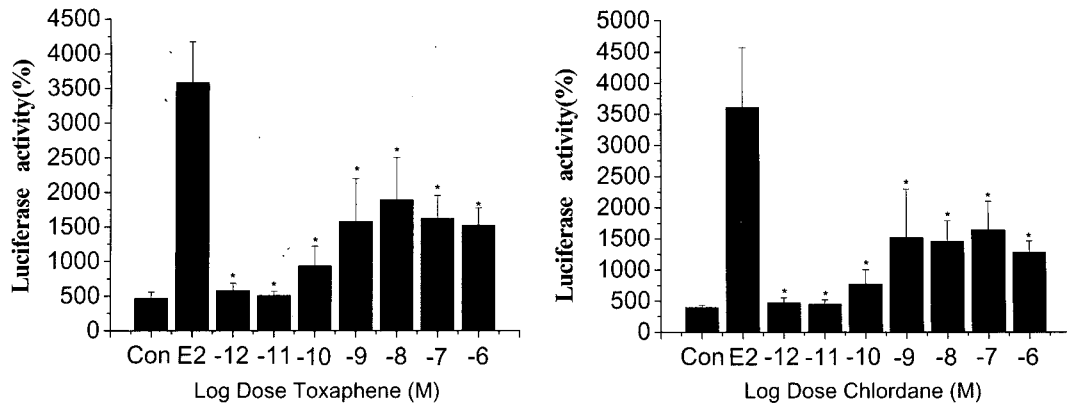 Luciferase activity(%)
4500
4000
3500
3000
2500
2000
1500
1000
500
0
* * * * * * *
Con E2 -12 -11 -10 -9 -8 -7 -6
Log Dose Toxaphene (M)
Luciferase activity(%)
5000
4500
4000
3500
3000
2500
2000
1500
1000
500
0
* * * * * * *
Con E2 -12 -11 -10 -9 -8 -7 -6
Log Dose Chlordane (M)